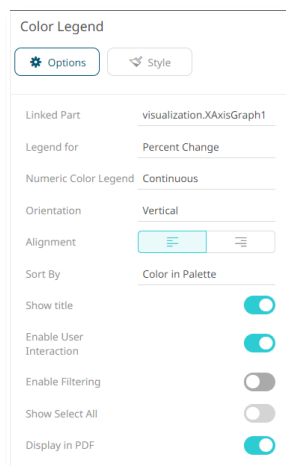 Color Legend
Options Style
Linked Part visualization.XAxisGraph1
Legend for Percent Change
Numeric Color Legend Continuous
Orientation Vertical
Alignment
Sort By Color in Palette
Show title
Enable User
Interaction
Enable Filtering
Show Select All
Display in PDF